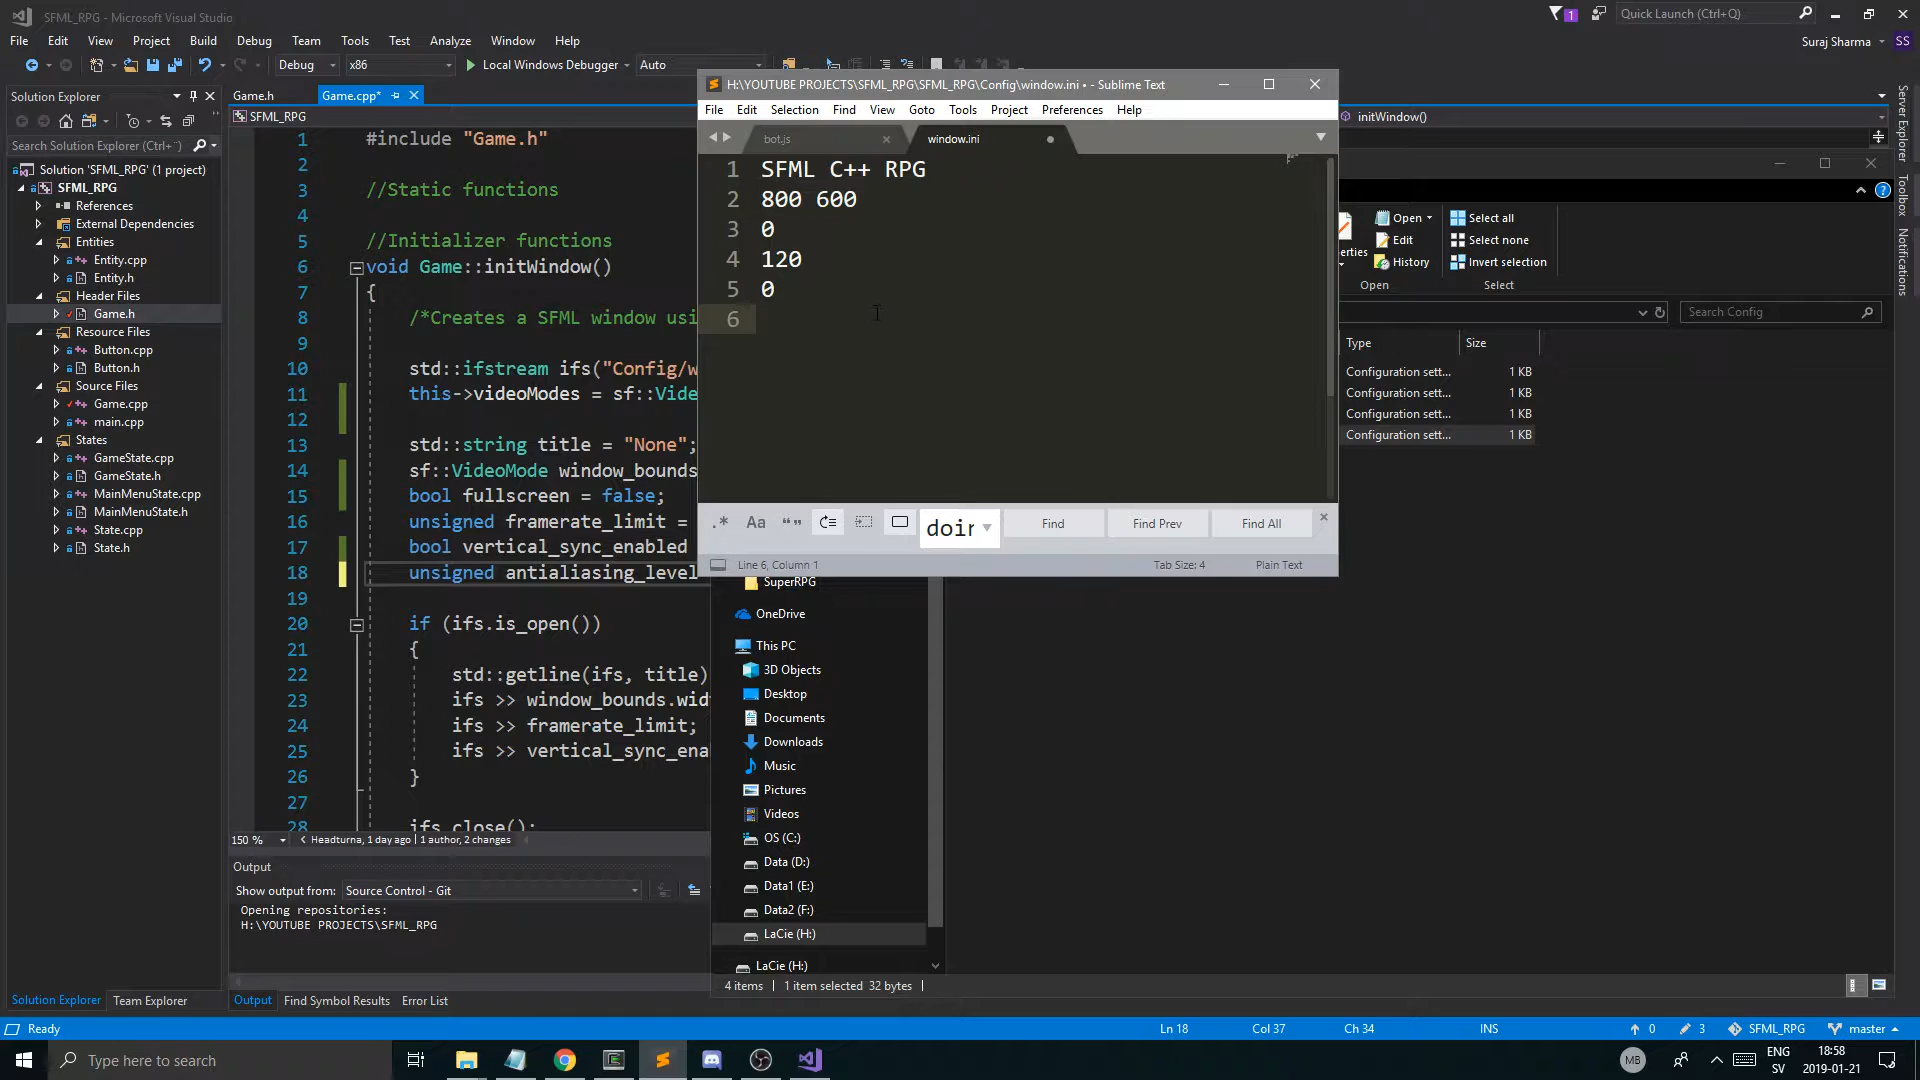 SFML_RPG - Microsoft Visual Studio
1
Quick Launch (Ctrl+Q)
File Edit View Project Build Debug Team Tools Test Analyze Window Help
Suraj Sharma
SS
Debug
x86
Local Windows Debugger
Auto
Solution Explorer
Search Solution Explorer (Ctrl+
Solution 'SFML_RPG' (1 project)
SFML_RPG
References
External Dependencies
Entities
Entity.cpp
Entity.h
Header Files
Game.h
Resource Files
Button.cpp
Button.h
Source Files
Game.cpp
main.cpp
States
GameState.cpp
GameState.h
MainMenuState.cpp
MainMenuState.h
State.cpp
State.h
Solution Explorer Team Explorer
Game.h
Game.cpp*
SFML_RPG
initWindow()
1 #include "Game.h"
2
3 //Static functions
4
5 //Initializer functions
6 void Game::initWindow()
7 {
8 /*Creates a SFML window usi
9
10 std::ifstream ifs("Config/w
11 this->videoModes = sf::Vide
12
13 std::string title = "None";
14 sf::VideoMode window_bounds
15 bool fullscreen = false;
16 unsigned framerate_limit =
17 bool vertical_sync_enabled
18 unsigned antialiasing_level
19
20 if (ifs.is_open())
21 {
22 std::getline(ifs, title)
23 ifs >> window_bounds.wid
24 ifs >> framerate_limit;
25 ifs >> vertical_sync_ena
26 }
27
28 ifs.close();
150 %
Headturna, 1 day ago | 1 author, 2 changes
Output
Show output from: Source Control - Git
Opening repositories:
H:\YOUTUBE PROJECTS\SFML_RPG
Output Find Symbol Results Error List
H:\YOUTUBE PROJECTS\SFML_RPG\SFML_RPG\Config\window.ini • - Sublime Text
File Edit Selection Find View Goto Tools Project Preferences Help
bot.js
window.ini
1 SFML C++ RPG
2 800 600
3 0
4 120
5 0
6
.* Aa “” doin Find Find Prev Find All
Line 6, Column 1
Tab Size: 4
Plain Text
Open
Edit
History
erties
Open
Select all
Select none
Invert selection
Select
Search Config
Type Size
Configuration sett... 1 KB
Configuration sett... 1 KB
Configuration sett... 1 KB
Configuration sett... 1 KB
SuperRPG
OneDrive
This PC
3D Objects
Desktop
Documents
Downloads
Music
Pictures
Videos
OS (C:)
Data (D:)
Data1 (E:)
Data2 (F:)
LaCie (H:)
LaCie (H:)
4 items
1 item selected 32 bytes
Server Explorer
Toolbox
Notifications
Ready
Ln 18
Col 37
Ch 34
INS
0
3
SFML_RPG
master
Type here to search
MB
ENG
SV
18:58
2019-01-21